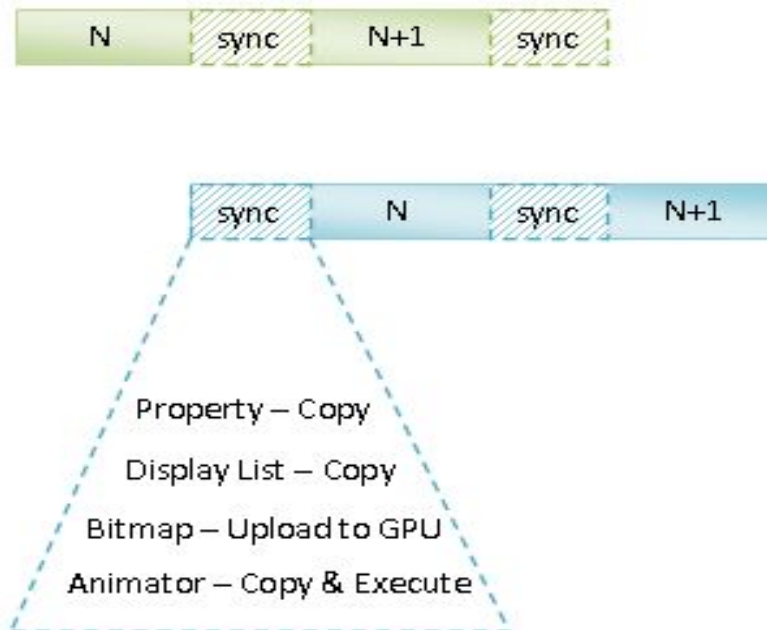 N sync N+1 sync
sync N sync N+1
Property – Copy
Display List – Copy
Bitmap – Upload to GPU
Animator – Copy & Execute